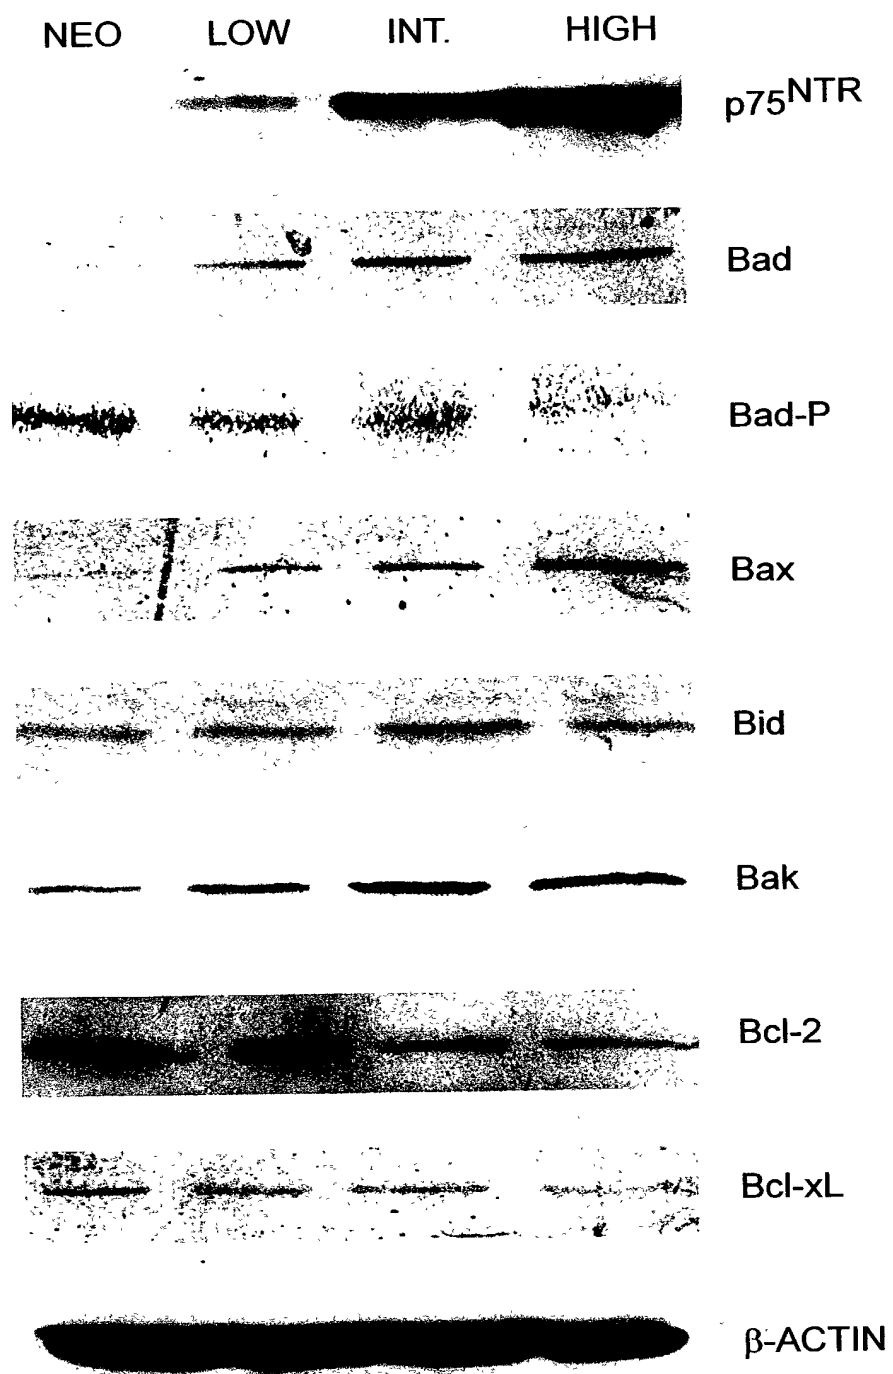 NEO LOW INT. HIGH
p75NTR
Bad
Bad-P
Bax
Bid
Bak
Bcl-2
Bcl-xL
β-ACTIN